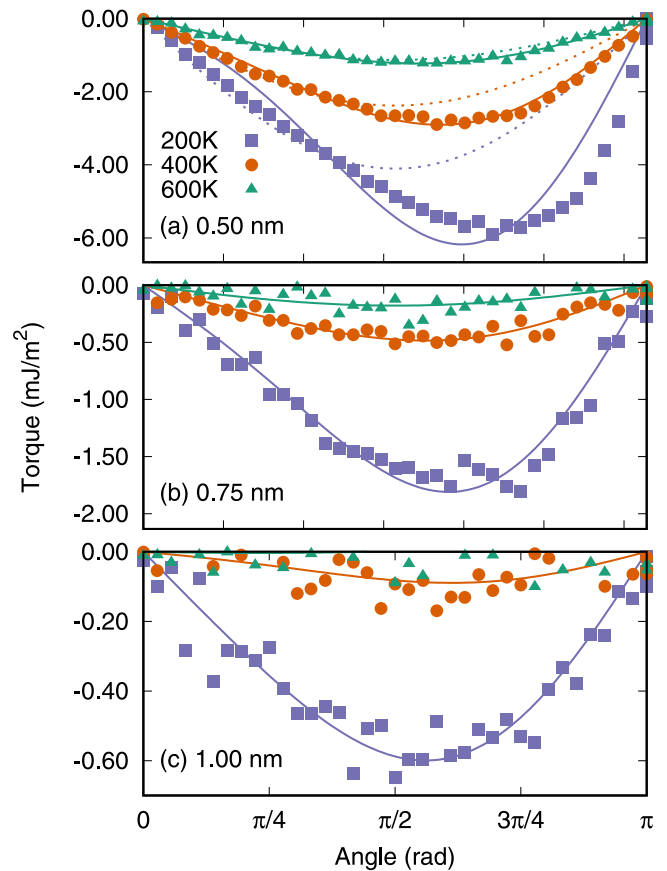 0.00
-2.00
-4.00
-6.00
200K
400K
600K
(a) 0.50 nm
0.00
-0.50
-1.00
-1.50
-2.00
(b) 0.75 nm
Torque (mJ/m²)
0.00
-0.20
-0.40
-0.60
(c) 1.00 nm
0 π/4 π/2 3π/4 π
Angle (rad)